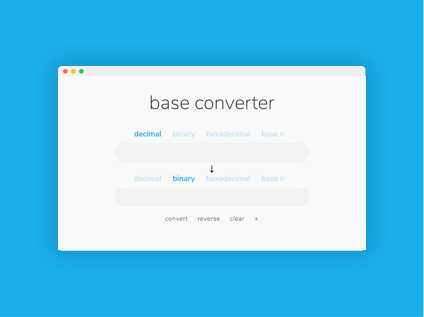 base converter
decimal binary hexadecimal base n
↓
decimal binary hexadecimal base n
convert reverse clear +